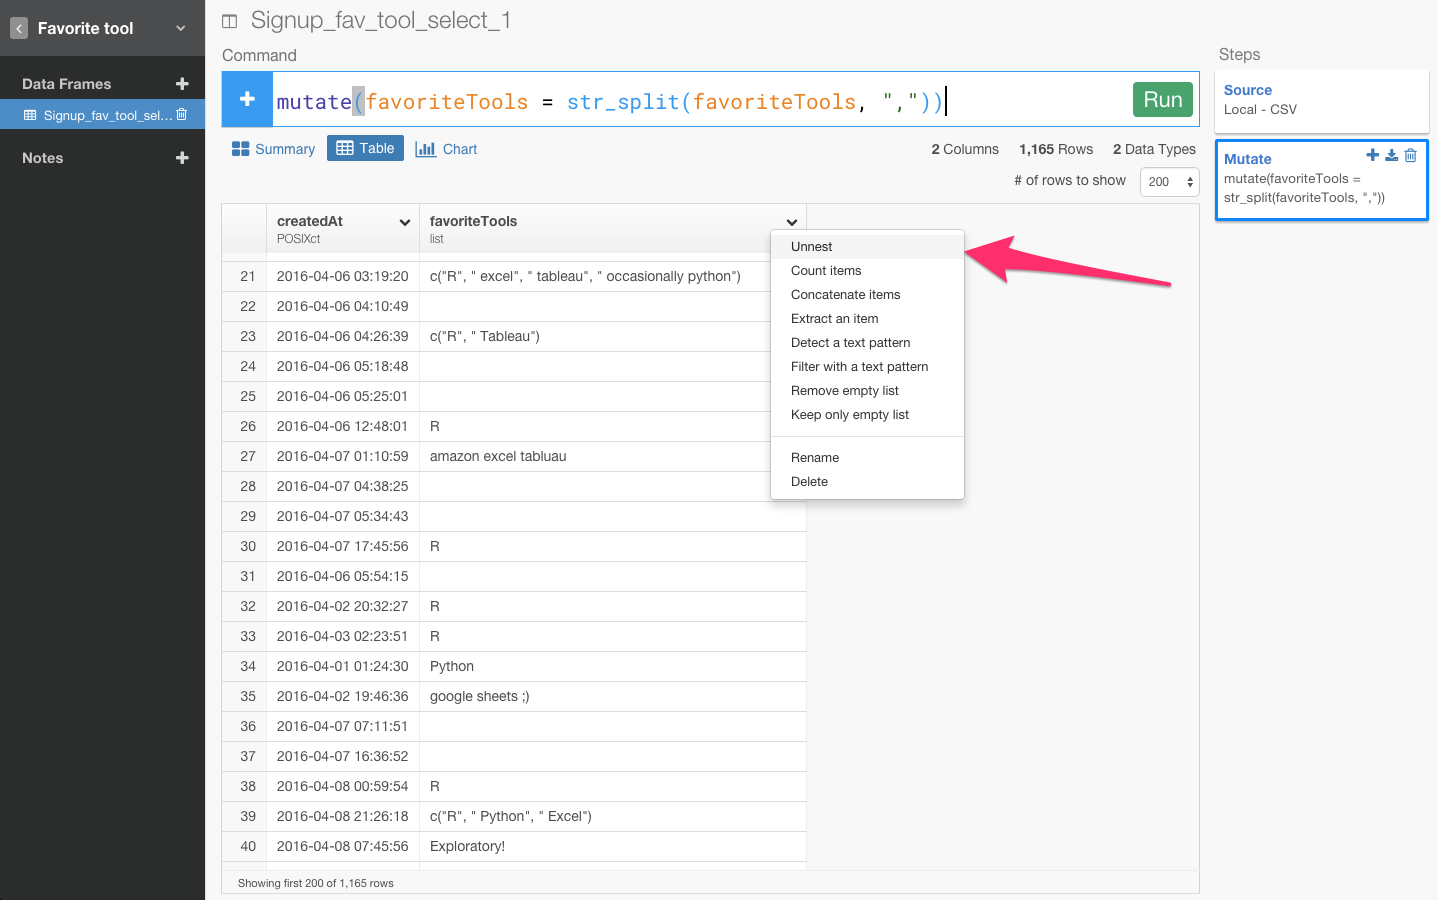 Favorite tool
Data Frames
Signup_fav_tool_sel...
Notes
Signup_fav_tool_select_1
Command
mutate(favoriteTools = str_split(favoriteTools, ","))
Run
Summary Table Chart
2 Columns 1,165 Rows 2 Data Types
# of rows to show 200
createdAt favoriteTools
POSIXct list
21 2016-04-06 03:19:20 c("R", " excel", " tableau", " occasionally python")
22 2016-04-06 04:10:49
23 2016-04-06 04:26:39 c("R", " Tableau")
24 2016-04-06 05:18:48
25 2016-04-06 05:25:01
26 2016-04-06 12:48:01 R
27 2016-04-07 01:10:59 amazon excel tabluau
28 2016-04-07 04:38:25
29 2016-04-07 05:34:43
30 2016-04-07 17:45:56 R
31 2016-04-06 05:54:15
32 2016-04-02 20:32:27 R
33 2016-04-03 02:23:51 R
34 2016-04-01 01:24:30 Python
35 2016-04-02 19:46:36 google sheets ;)
36 2016-04-07 07:11:51
37 2016-04-07 16:36:52
38 2016-04-08 00:59:54 R
39 2016-04-08 21:26:18 c("R", " Python", " Excel")
40 2016-04-08 07:45:56 Exploratory!
Showing first 200 of 1,165 rows
Unnest
Count items
Concatenate items
Extract an item
Detect a text pattern
Filter with a text pattern
Remove empty list
Keep only empty list
Rename
Delete
Steps
Source
Local - CSV
Mutate
mutate(favoriteTools =
str_split(favoriteTools, ","))